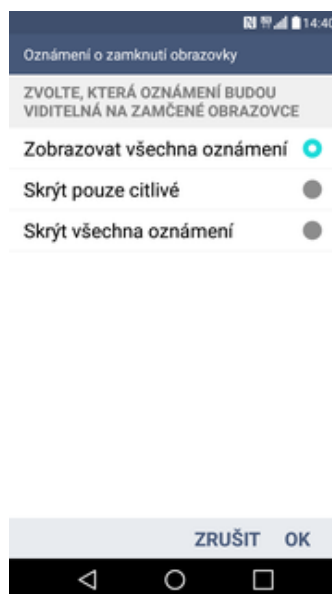 14:40
Oznámení o zamknutí obrazovky
ZVOLTE, KTERÁ OZNÁMENÍ BUDOU
VIDITELNÁ NA ZAMČENÉ OBRAZOVCE
Zobrazovat všechna oznámení
Skrýt pouze citlivé
Skrýt všechna oznámení
ZRUŠIT OK